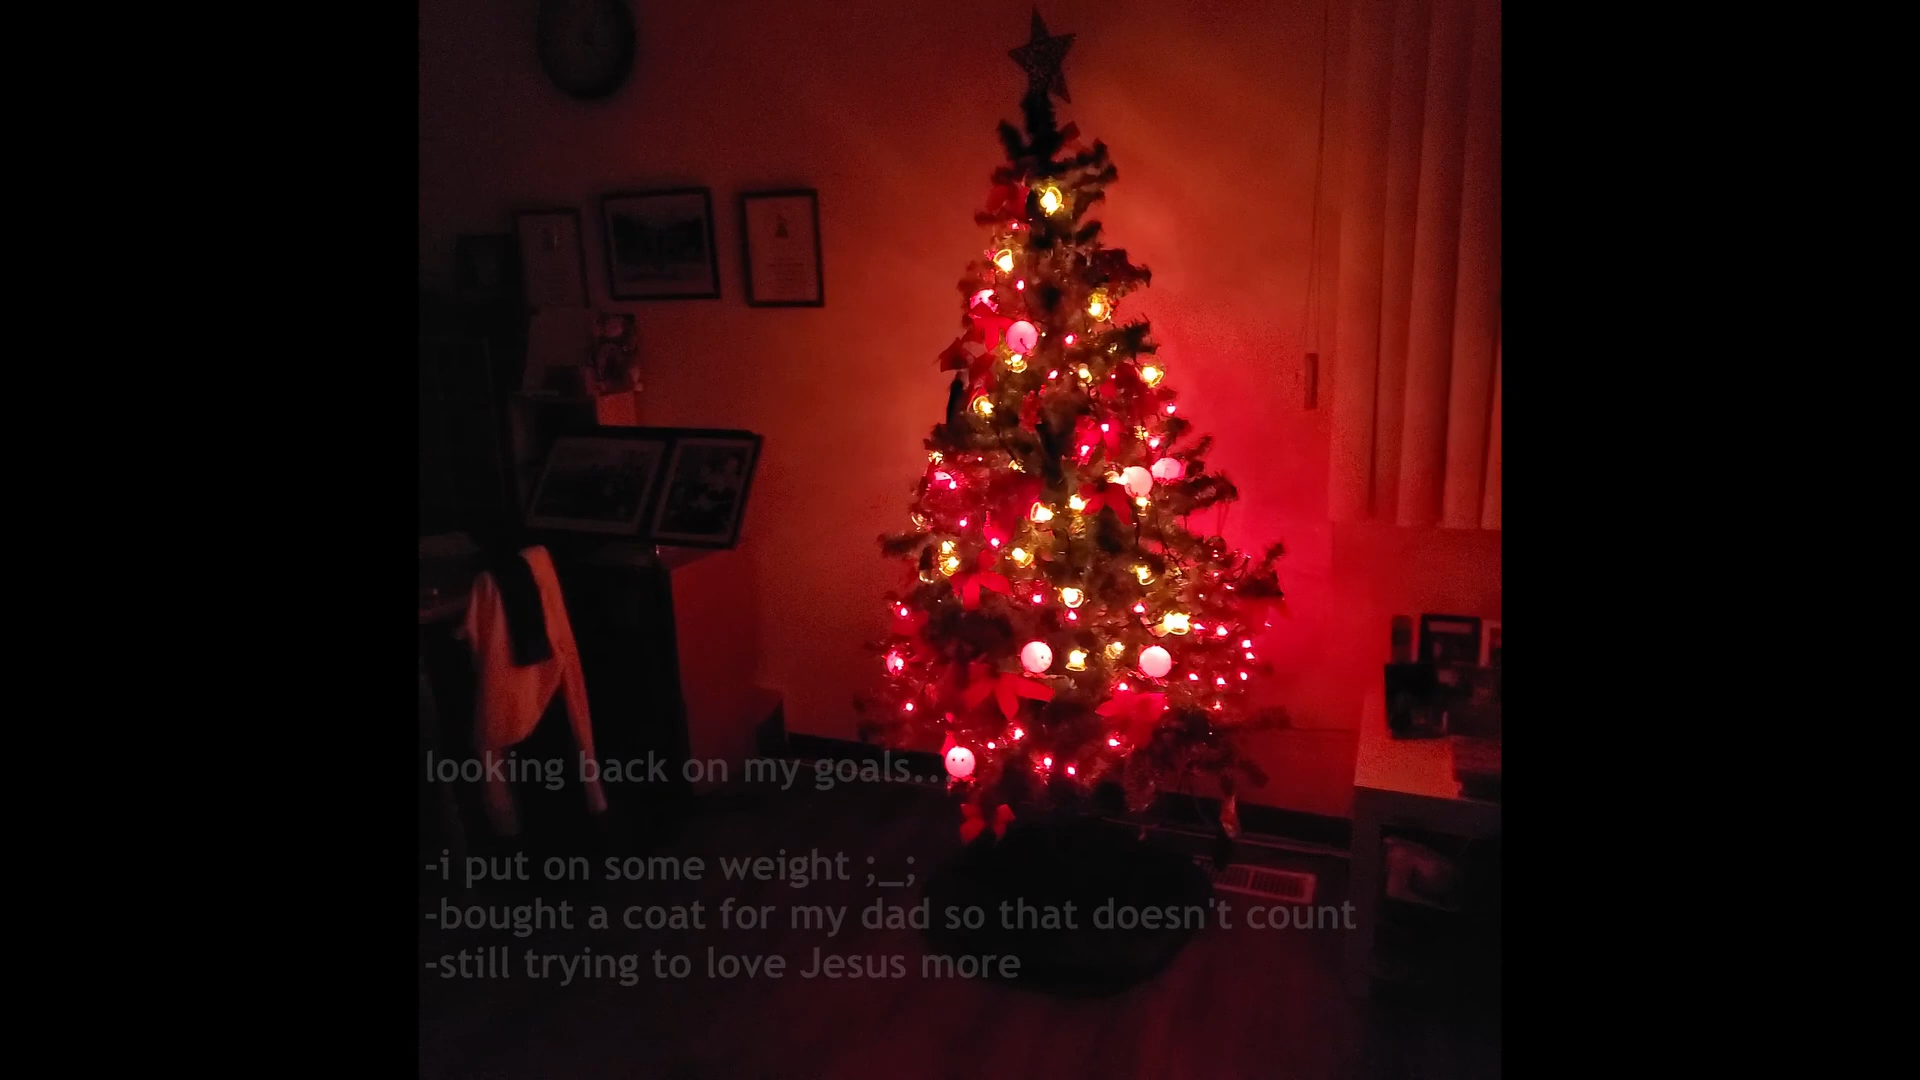 looking back on my goals...
-i put on some weight ;_;
-bought a coat for my dad so that doesn't count
-still trying to love Jesus more